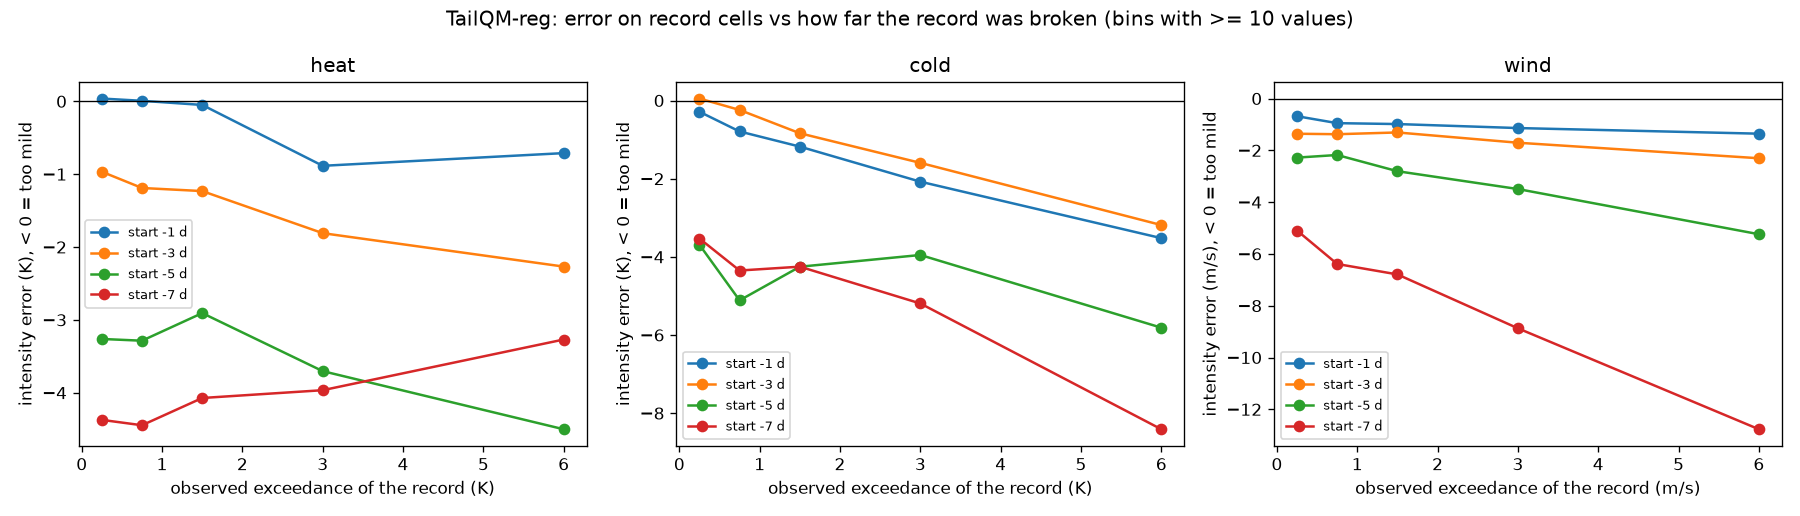 TailQM-reg: error on record cells vs how far the record was broken (bins with >= 10 values)
heat
intensity error (K), < 0 = too mild
0
−1
−2
−3
−4
start -1 d
start -3 d
start -5 d
start -7 d
0 1 2 3 4 5 6
observed exceedance of the record (K)
cold
intensity error (K), < 0 = too mild
0
−2
−4
−6
−8
start -1 d
start -3 d
start -5 d
start -7 d
0 1 2 3 4 5 6
observed exceedance of the record (K)
wind
intensity error (m/s), < 0 = too mild
0
−2
−4
−6
−8
−10
−12
start -1 d
start -3 d
start -5 d
start -7 d
0 1 2 3 4 5 6
observed exceedance of the record (m/s)